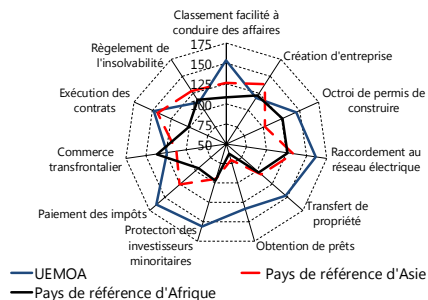 Classement facilité à
conduire des affaires
Création d'entreprise
Octroi de permis de
construire
Raccordement au
réseau électrique
Transfert de
propriété
Obtention de prêts
Protecton des
investisseurs
minoritaires
Paiement des impôts
Commerce
transfrontalier
Exécution des
contrats
Règelement de
l'insolvabilité
175
150
125
100
75
50
UEMOA
Pays de référence d'Asie
Pays de référence d'Afrique